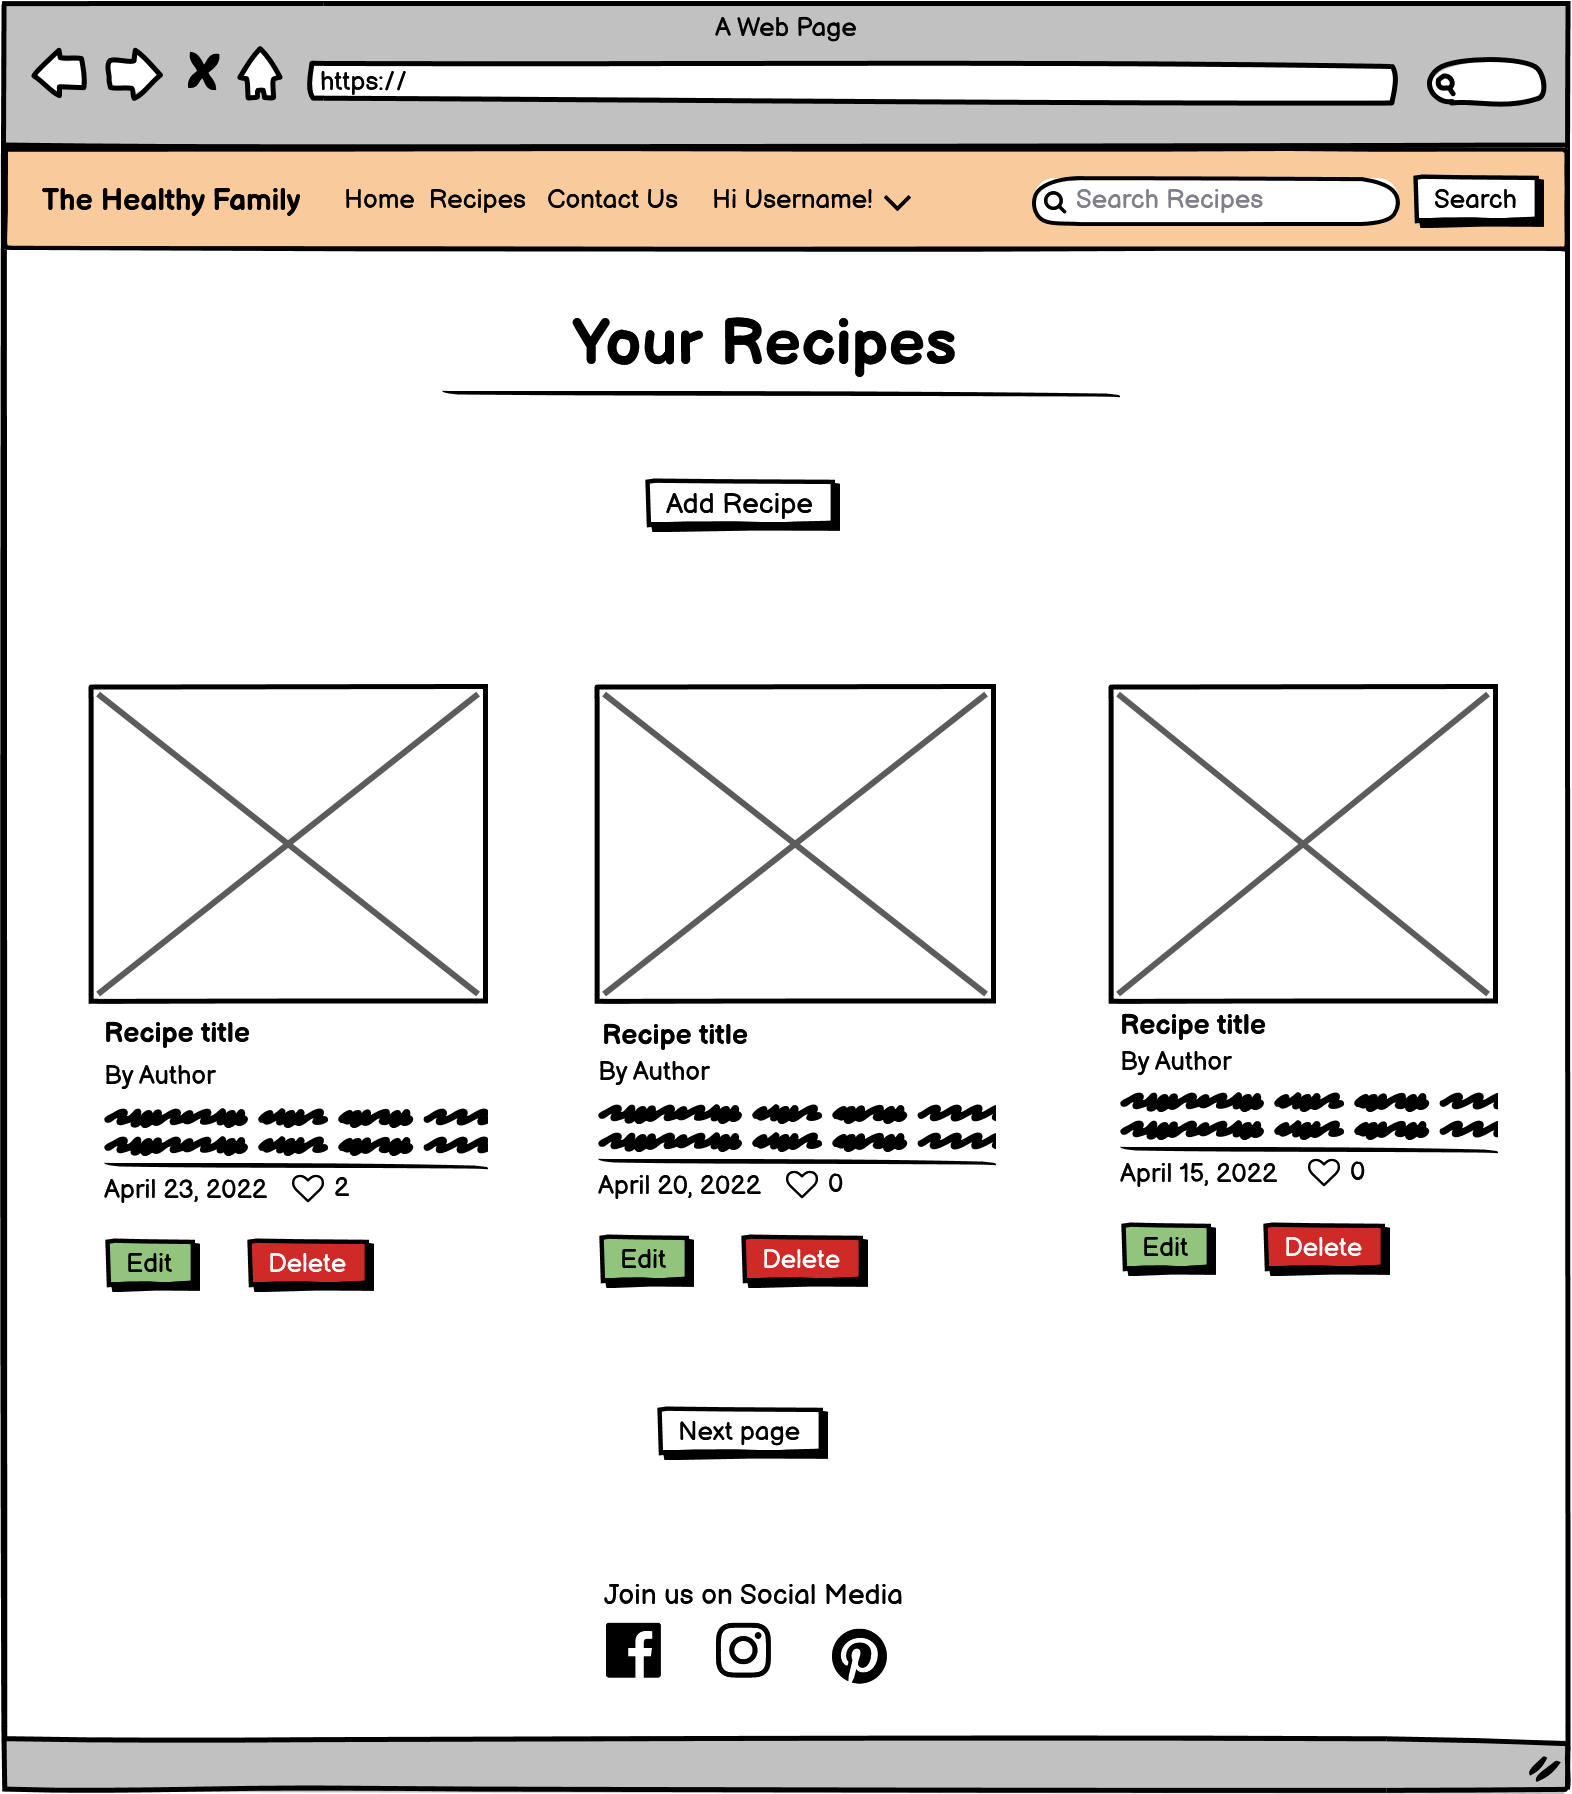 A Web Page
https://
The Healthy Family Home Recipes Contact Us Hi Username! Search Recipes Search
Your Recipes
Add Recipe
Recipe title
By Author
April 23, 2022 2
Edit Delete
Recipe title
By Author
April 20, 2022 0
Edit Delete
Recipe title
By Author
April 15, 2022 0
Edit Delete
Next page
Join us on Social Media